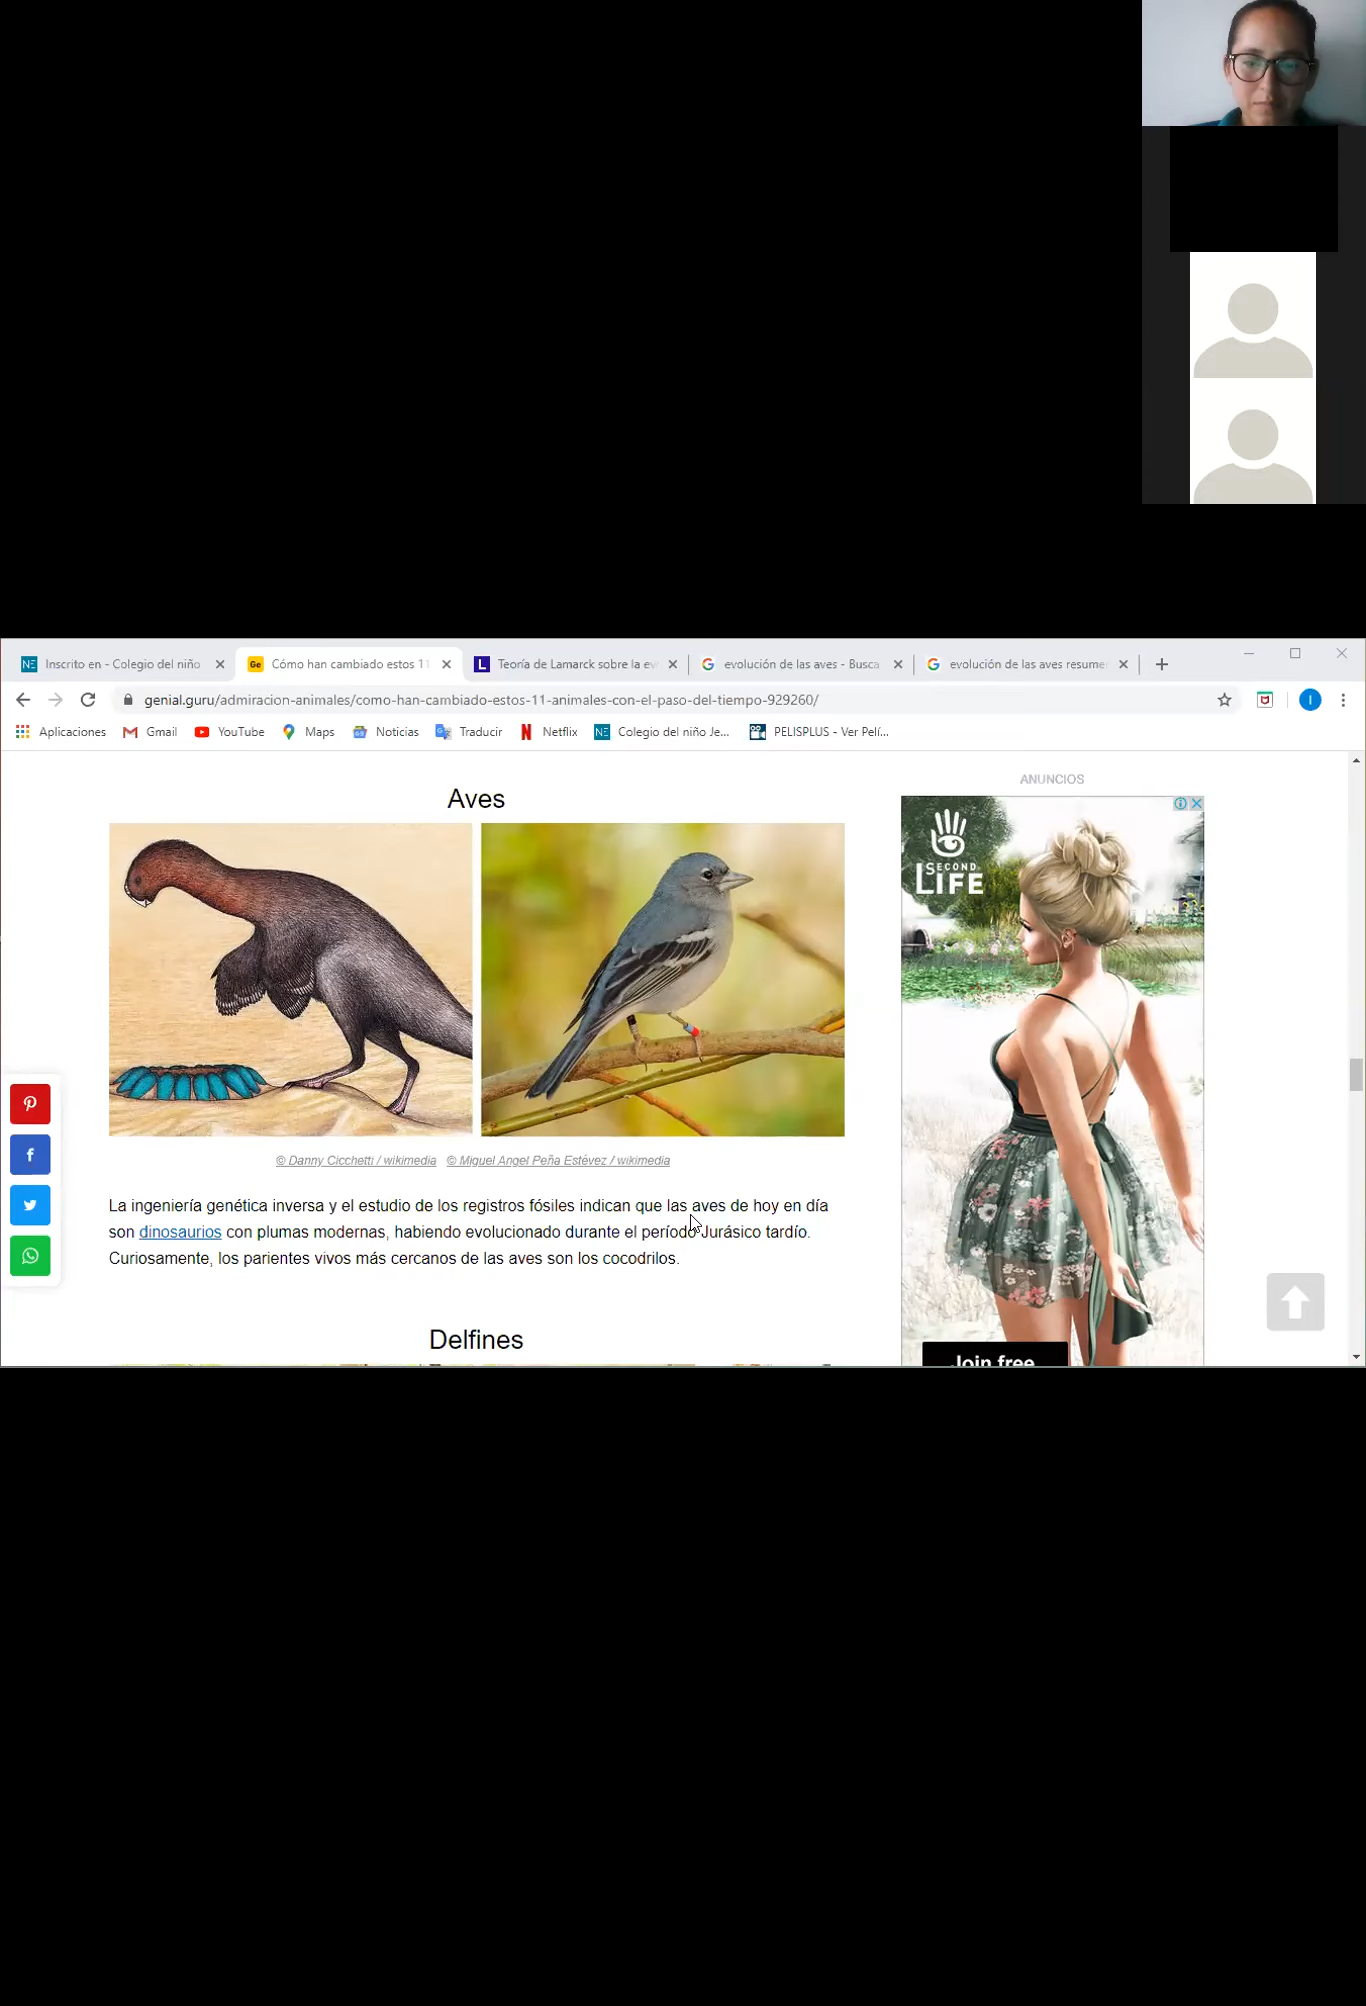 Inscrito en - Colegio del niño
Cómo han cambiado estos 11
Teoría de Lamarck sobre la ev
evolución de las aves - Busca
evolución de las aves resume
genial.guru/admiracion-animales/como-han-cambiado-estos-11-animales-con-el-paso-del-tiempo-929260/
Aplicaciones Gmail YouTube Maps Noticias Traducir Netflix Colegio del niño Je... PELISPLUS - Ver Pelí...
Aves
© Danny Cicchetti / wikimedia © Miguel Angel Peña Estévez / wikimedia
La ingeniería genética inversa y el estudio de los registros fósiles indican que las aves de hoy en día
son dinosaurios con plumas modernas, habiendo evolucionado durante el período Jurásico tardío.
Curiosamente, los parientes vivos más cercanos de las aves son los cocodrilos.
Delfines
ANUNCIOS
SECOND
LIFE
Join free